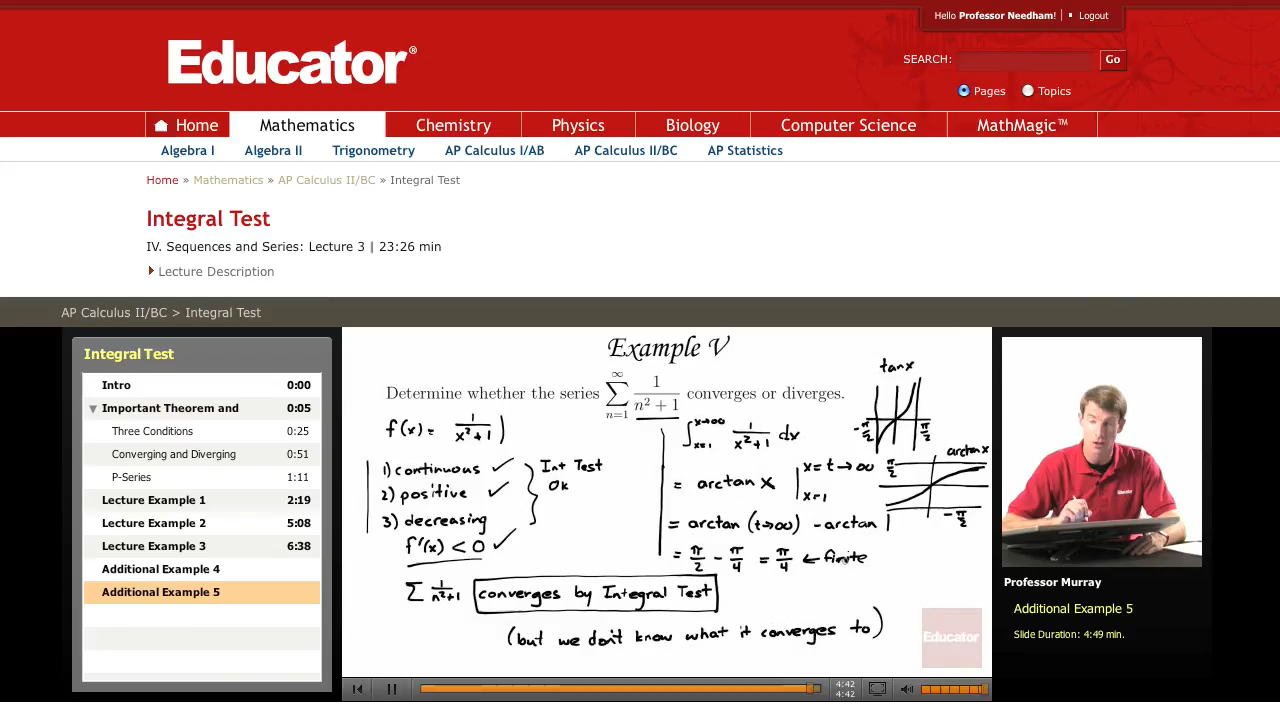 Hello Professor Needham! | Logout
Educator®
SEARCH: Go
Pages Topics
Home Mathematics Chemistry Physics Biology Computer Science MathMagic™
Algebra I Algebra II Trigonometry AP Calculus I/AB AP Calculus II/BC AP Statistics
Home » Mathematics » AP Calculus II/BC » Integral Test
Integral Test
IV. Sequences and Series: Lecture 3 | 23:26 min
Lecture Description
AP Calculus II/BC > Integral Test
Integral Test
Intro 0:00
Important Theorem and 0:05
Three Conditions 0:25
Converging and Diverging 0:51
P-Series 1:11
Lecture Example 1 2:19
Lecture Example 2 5:08
Lecture Example 3 6:38
Additional Example 4
Additional Example 5
Example V
Determine whether the series ∑_{n=1}^{∞} 1/(n² + 1) converges or diverges.
f(x) = 1/(x²+1)
1) continuous ✓
2) positive ✓
3) decreasing
f'(x) < 0 ✓
Int Test
OK
∫_{x=1}^{x→∞} 1/(x²+1) dx
= arctan x |_{x=1}^{x=t→∞}
= arctan (t→∞) - arctan 1
= π/2 - π/4 = π/4 ← finite
∑ 1/(n²+1) converges by Integral Test
(but we don't know what it converges to)
tan x
-π/2 π/2
arctan x
π/2
-π/2
Educator
4:42
4:42
Educator
Professor Murray
Additional Example 5
Slide Duration: 4:49 min.